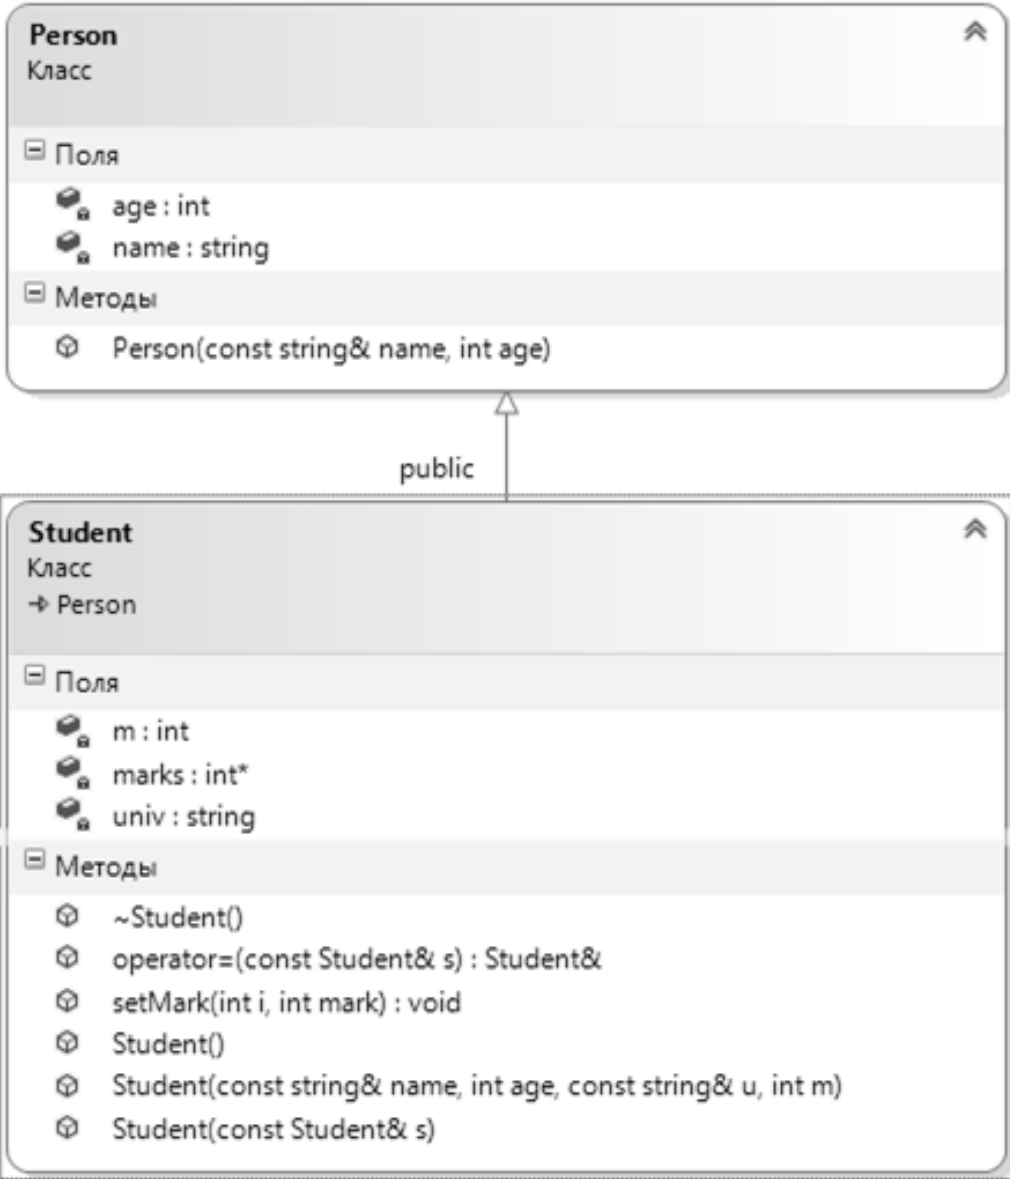 Person
Класс
Поля
age : int
name : string
Методы
Person(const string& name, int age)
public
Student
Класс
Person
Поля
m : int
marks : int*
univ : string
Методы
~Student()
operator=(const Student& s) : Student&
setMark(int i, int mark) : void
Student()
Student(const string& name, int age, const string& u, int m)
Student(const Student& s)